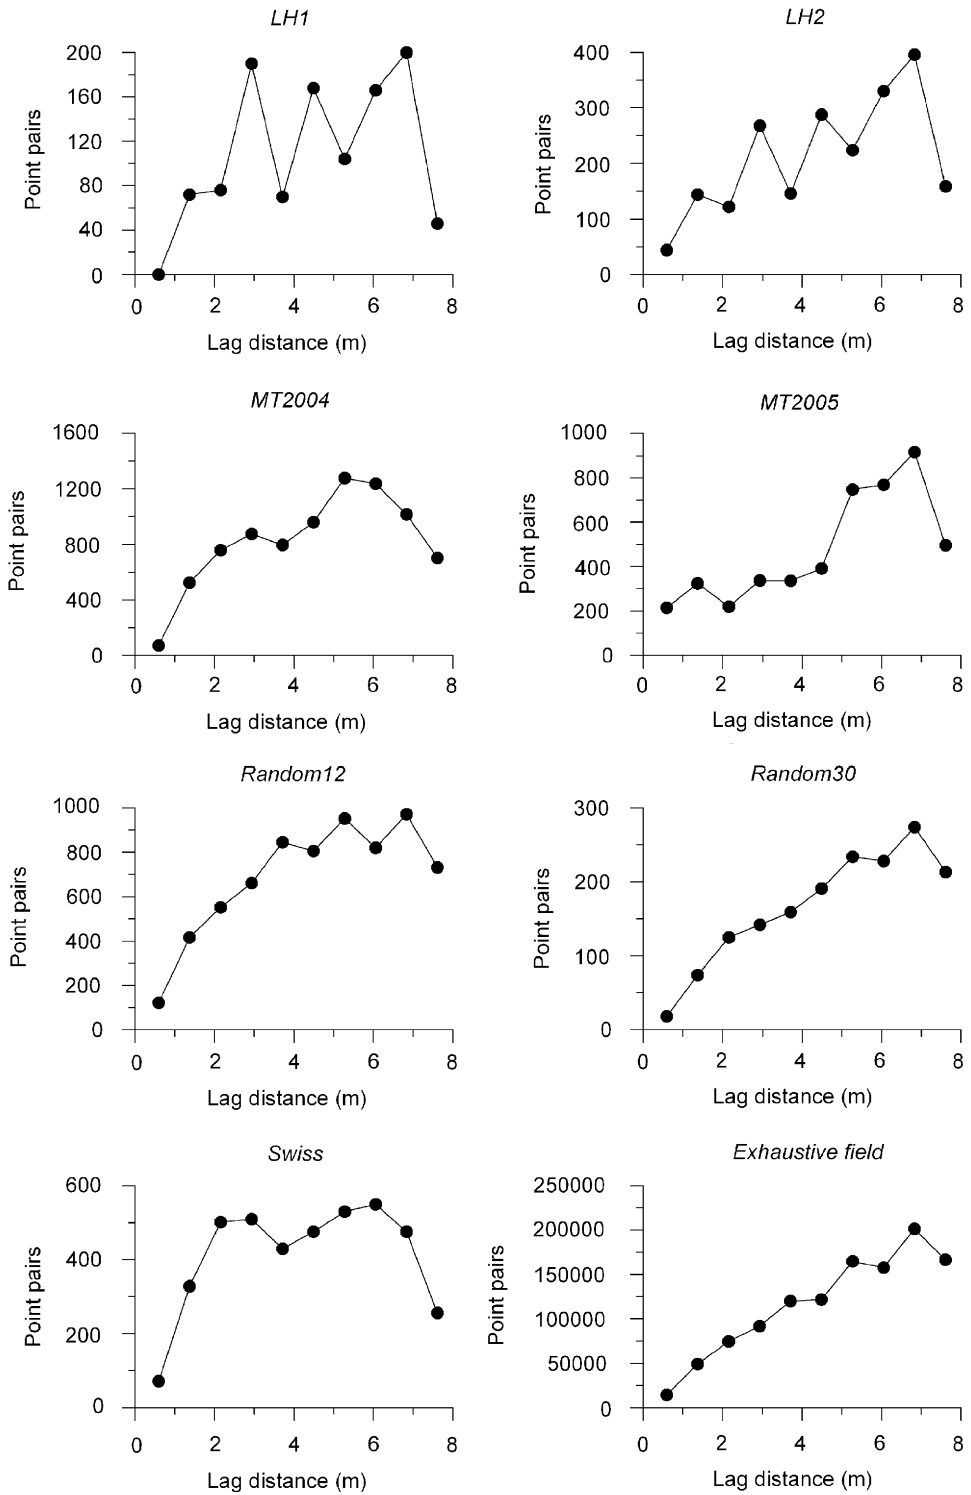 LH1
200
160
120
80
40
0
Point pairs
0 2 4 6 8
Lag distance (m)
LH2
400
300
200
100
0
Point pairs
0 2 4 6 8
Lag distance (m)
MT2004
1600
1200
800
400
0
Point pairs
0 2 4 6 8
Lag distance (m)
MT2005
1000
800
600
400
200
0
Point pairs
0 2 4 6 8
Lag distance (m)
Random12
1000
800
600
400
200
0
Point pairs
0 2 4 6 8
Lag distance (m)
Random30
300
200
100
0
Point pairs
0 2 4 6 8
Lag distance (m)
Swiss
600
400
200
0
Point pairs
0 2 4 6 8
Lag distance (m)
Exhaustive field
250000
200000
150000
100000
50000
0
Point pairs
0 2 4 6 8
Lag distance (m)